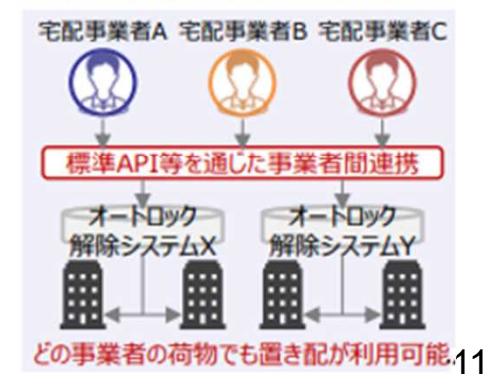 宅配事業者A 宅配事業者B 宅配事業者C
標準API等を通じた事業者間連携
オートロック
解除システムX
オートロック
解除システムY
どの事業者の荷物でも置き配が利用可能
11